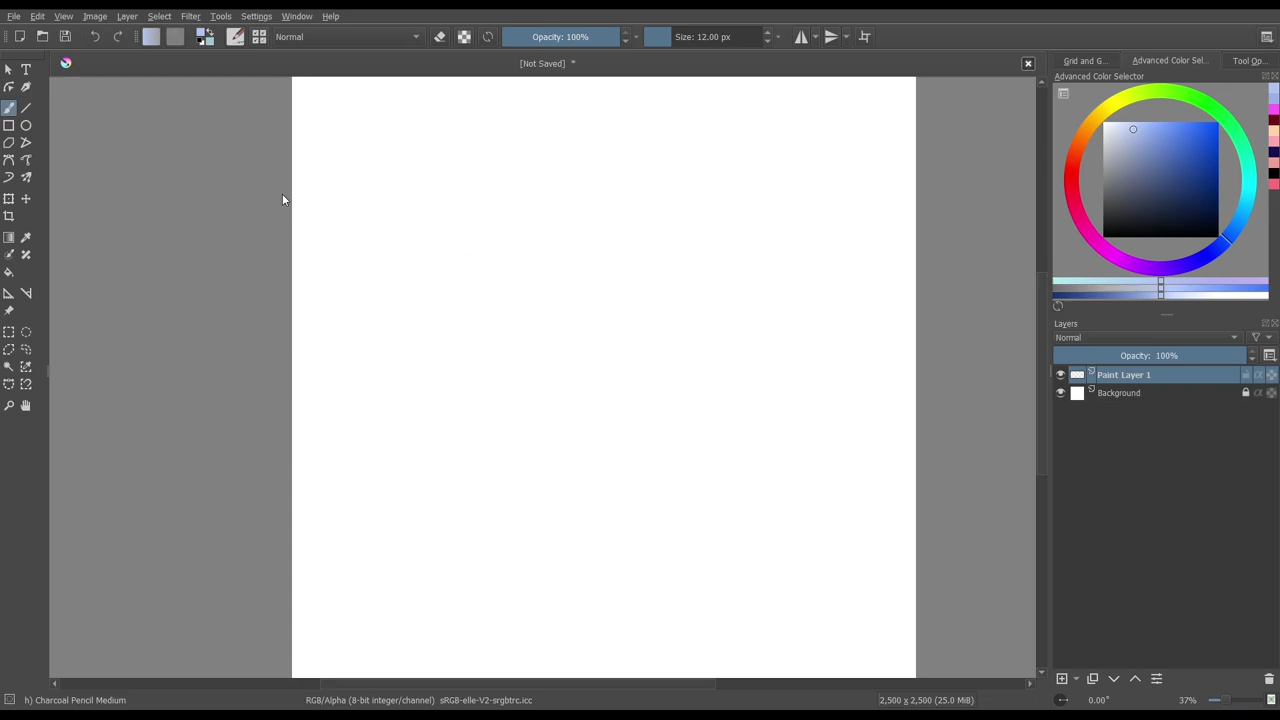 File Edit View Image Layer Select Filter Tools Settings Window Help
Normal Opacity: 100% Size: 12.00 px
[Not Saved] *
Grid and G... Advanced Color Sel... Tool Op...
Advanced Color Selector
Layers
Normal
Opacity: 100%
Paint Layer 1
Background
h) Charcoal Pencil Medium RGB/Alpha (8-bit integer/channel) sRGB-elle-V2-srgbtrc.icc 2,500 x 2,500 (25.0 MiB) 0.00° 37%